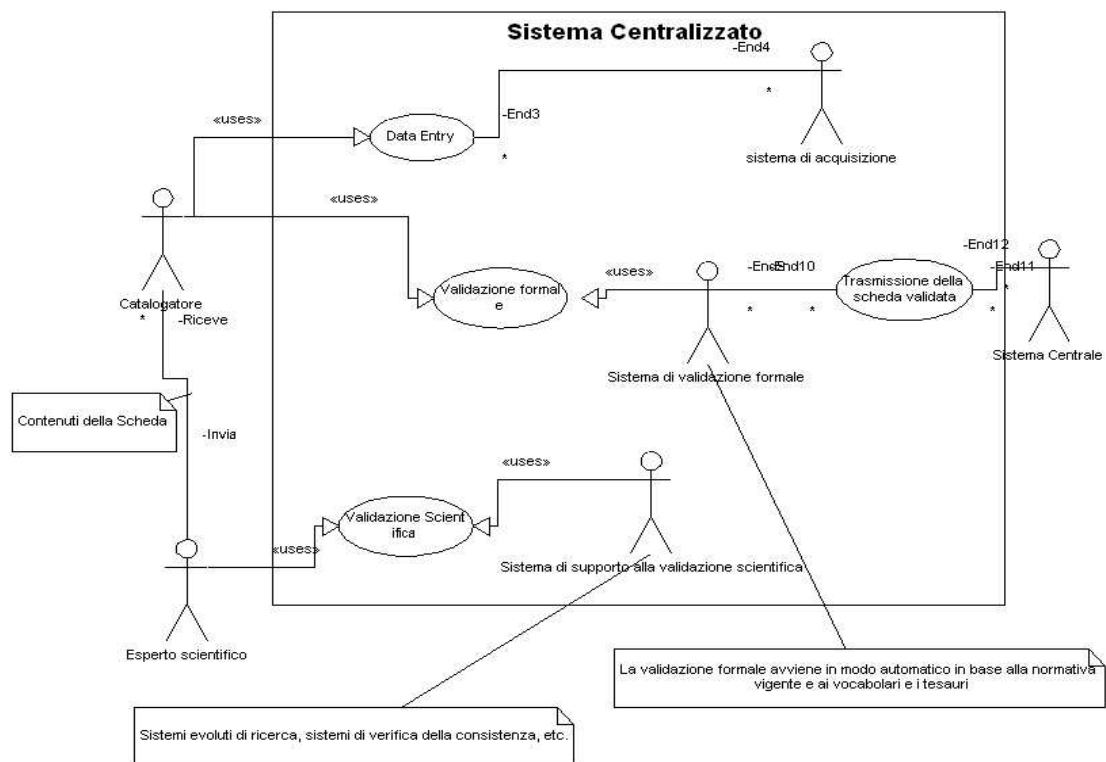 Sistema Centralizzato
-End4
*
«uses»
Data Entry
-End3
*
sistema di acquisizione
«uses»
Catalogatore
*
-Riceve
Validazione formal
e
«uses»
Sistema di validazione formale
-End9
-End10
*
*
Trasmissione della
scheda validata
-End12
-End11
*
*
Sistema Centrale
Contenuti della Scheda
-Invia
«uses»
Validazione Scient
ifica
«uses»
Sistema di supporto alla validazione scientifica
Esperto scientifico
La validazione formale avviene in modo automatico in base alla normativa
vigente e ai vocabolari e i tesauri
Sistemi evoluti di ricerca, sistemi di verifica della consistenza, etc.